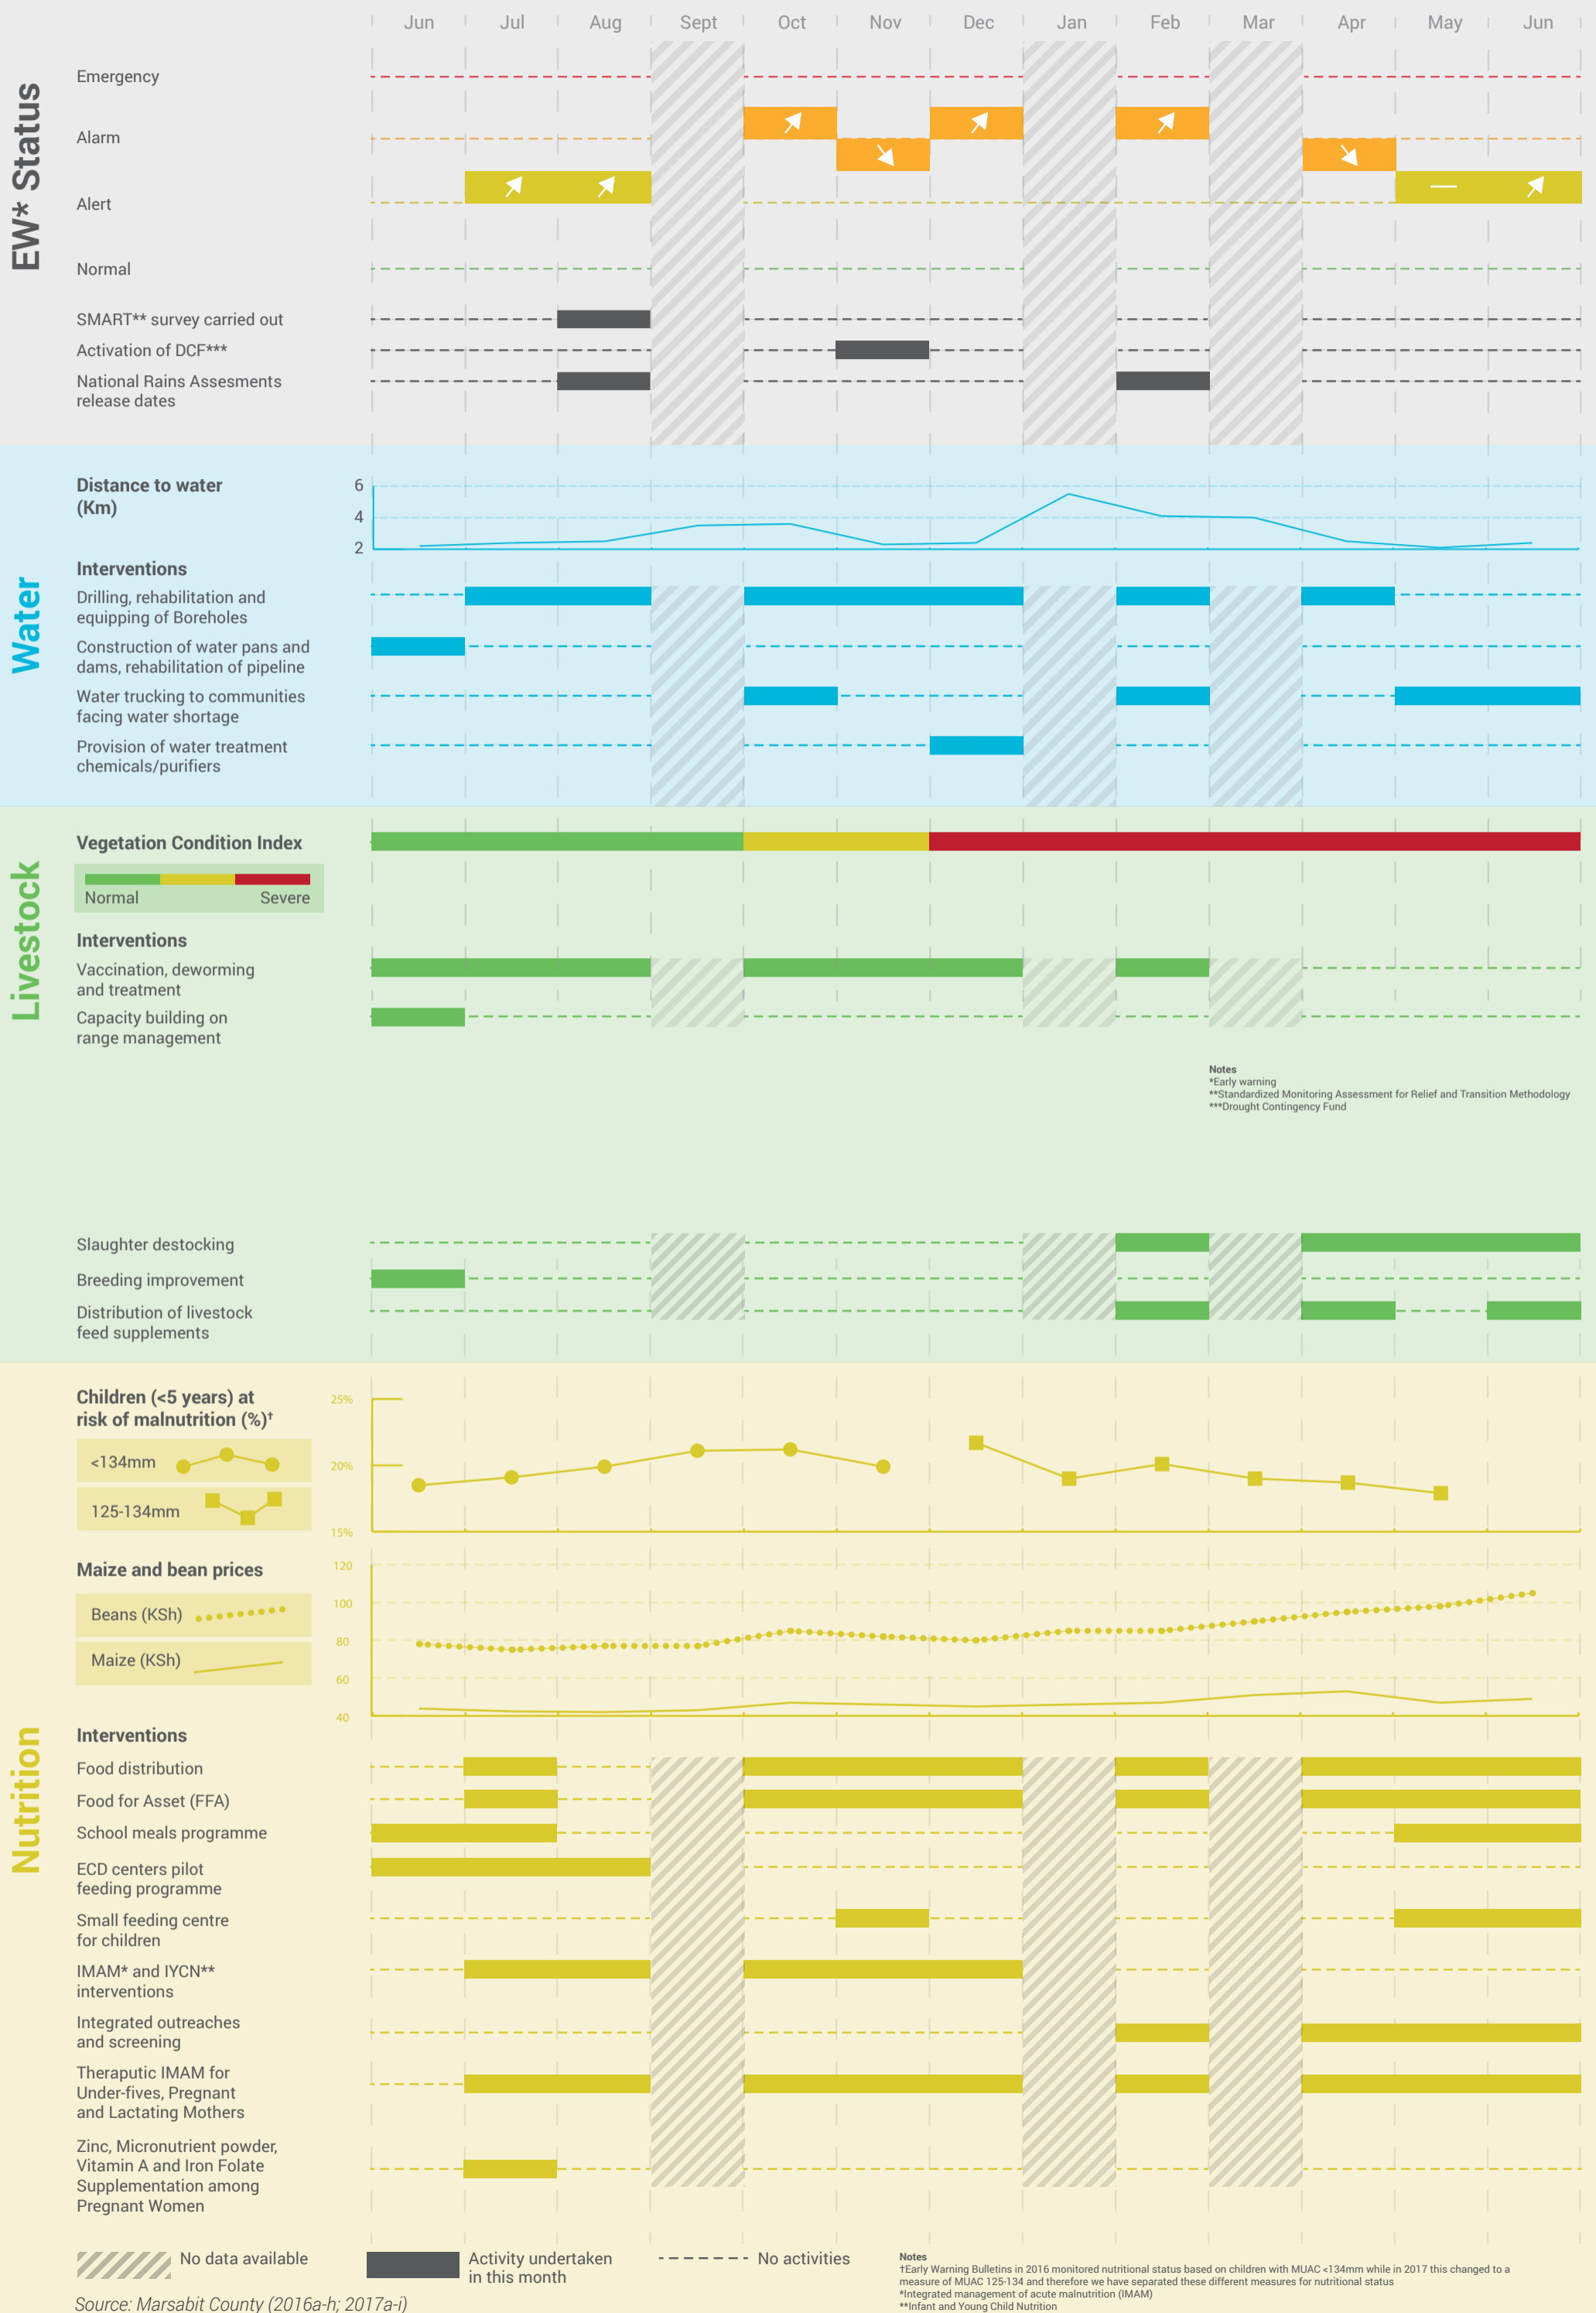 Jun Jul Aug Sept Oct Nov Dec Jan Feb Mar Apr May Jun
EW* Status
Emergency
Alarm
Alert
Normal
SMART** survey carried out
Activation of DCF***
National Rains Assesments
release dates
Water
Distance to water
(Km)
6
4
2
Interventions
Drilling, rehabilitation and
equipping of Boreholes
Construction of water pans and
dams, rehabilitation of pipeline
Water trucking to communities
facing water shortage
Provision of water treatment
chemicals/purifiers
Livestock
Vegetation Condition Index
Normal Severe
Interventions
Vaccination, deworming
and treatment
Capacity building on
range management
Notes
*Early warning
**Standardized Monitoring Assessment for Relief and Transition Methodology
***Drought Contingency Fund
Slaughter destocking
Breeding improvement
Distribution of livestock
feed supplements
Nutrition
Children (<5 years) at
risk of malnutrition (%)†
<134mm
125-134mm
25%
20%
15%
Maize and bean prices
Beans (KSh)
Maize (KSh)
120
100
80
60
40
Interventions
Food distribution
Food for Asset (FFA)
School meals programme
ECD centers pilot
feeding programme
Small feeding centre
for children
IMAM* and IYCN**
interventions
Integrated outreaches
and screening
Theraputic IMAM for
Under-fives, Pregnant
and Lactating Mothers
Zinc, Micronutrient powder,
Vitamin A and Iron Folate
Supplementation among
Pregnant Women
No data available
Activity undertaken
in this month
No activities
Notes
†Early Warning Bulletins in 2016 monitored nutritional status based on children with MUAC <134mm while in 2017 this changed to a
measure of MUAC 125-134 and therefore we have separated these different measures for nutritional status
*Integrated management of acute malnutrition (IMAM)
**Infant and Young Child Nutrition
Source: Marsabit County (2016a-h; 2017a-i)